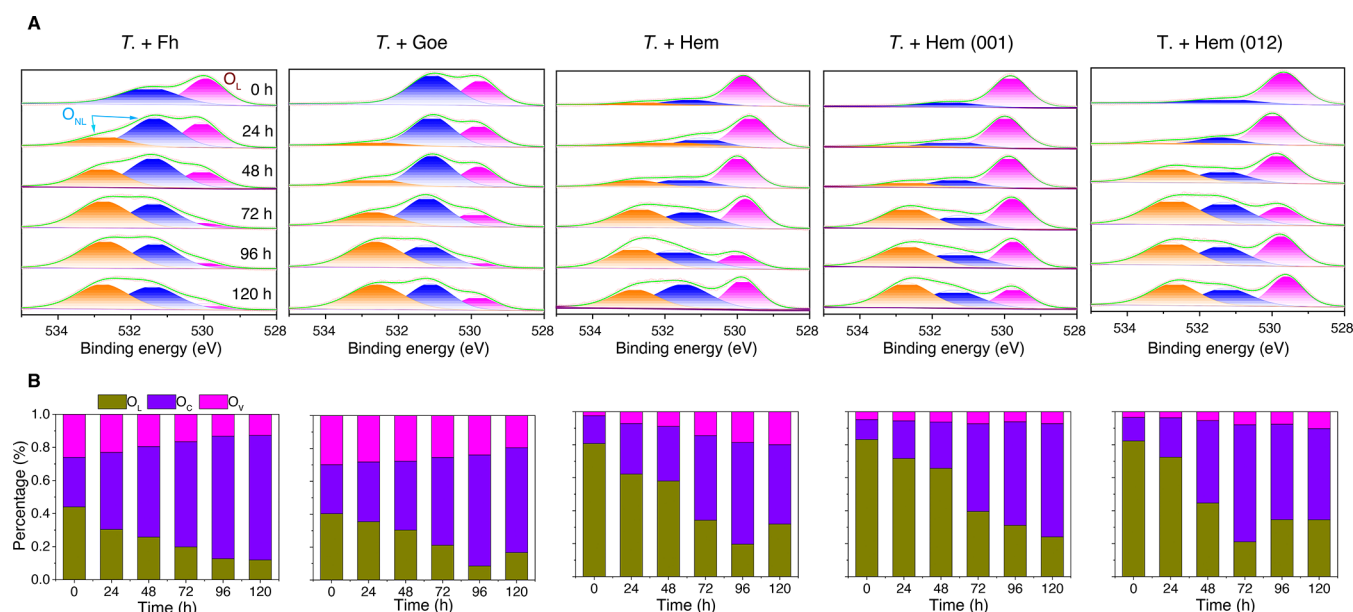 A
T. + Fh
T. + Goe
T. + Hem
T. + Hem (001)
T. + Hem (012)
O_L
0 h
O_NL
24 h
48 h
72 h
96 h
120 h
534 532 530 528
534 532 530 528
534 532 530 528
534 532 530 528
534 532 530 528
Binding energy (eV)
Binding energy (eV)
Binding energy (eV)
Binding energy (eV)
Binding energy (eV)
B
O_L O_C O_V
Percentage (%)
1.0
0.8
0.6
0.4
0.2
0.0
0 24 48 72 96 120
0 24 48 72 96 120
0 24 48 72 96 120
0 24 48 72 96 120
0 24 48 72 96 120
Time (h)
Time (h)
Time (h)
Time (h)
Time (h)